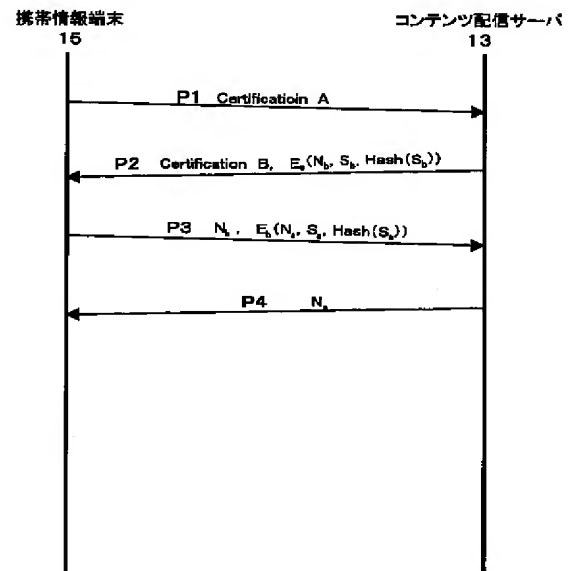 携帯情報端末
15
コンテンツ配信サーバ
13
P1 Certificatioin A
P2 Certification B, Ea(Nb, Sb, Hash(Sb))
P3 Nb, Eb(Na, Sa, Hash(Sa))
P4 Na